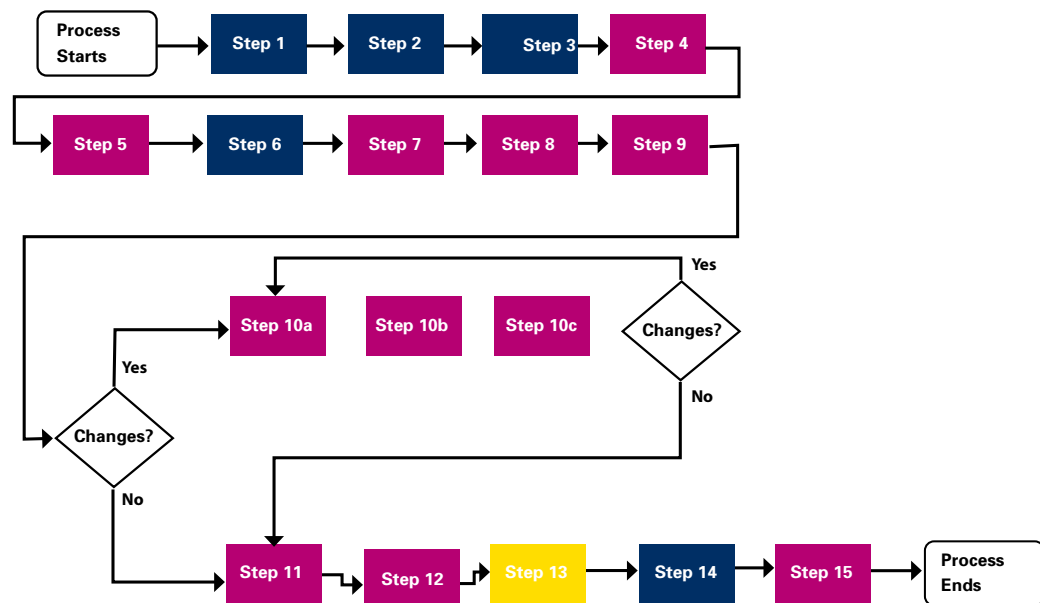 Process
Starts
Step 1
Step 2
Step 3
Step 4
Step 5
Step 6
Step 7
Step 8
Step 9
Yes
Step 10a
Step 10b
Step 10c
Changes?
Yes
No
Changes?
No
Step 11
Step 12
Step 13
Step 14
Step 15
Process
Ends